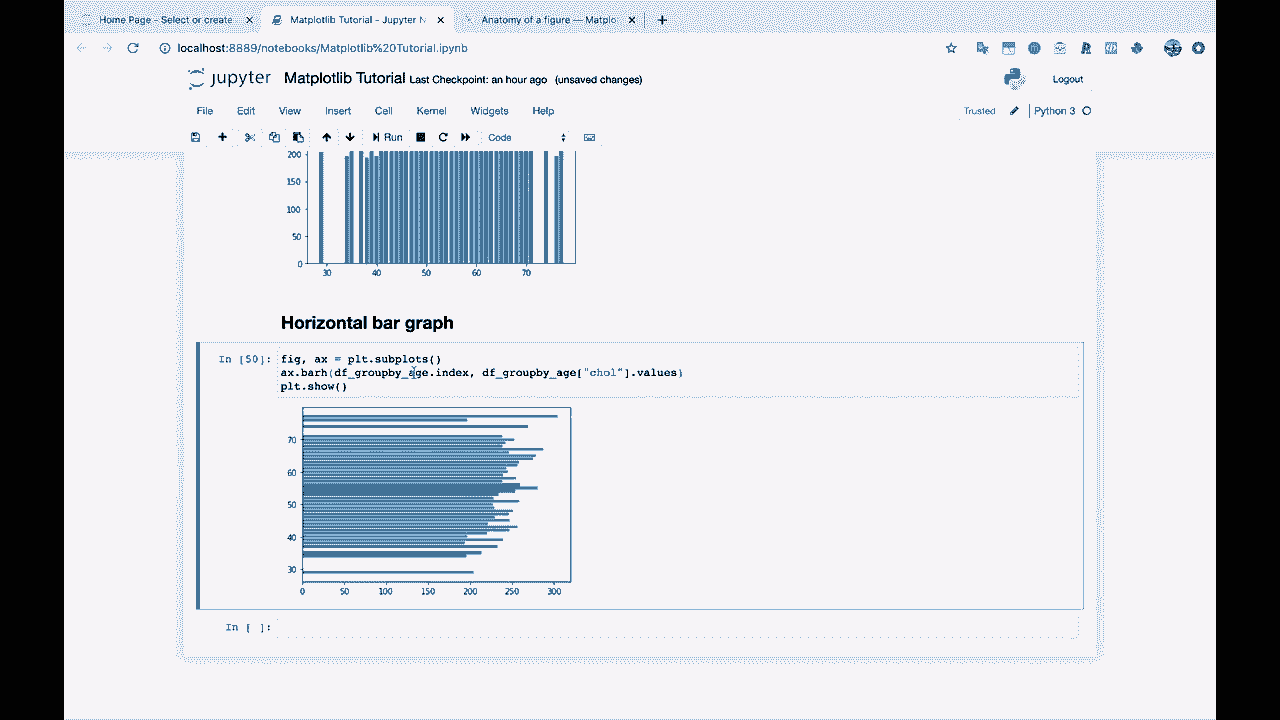 Home Page - Select or create
Matplotlib Tutorial - Jupyter N
Anatomy of a figure — Matplo
localhost:8889/notebooks/Matplotlib%20Tutorial.ipynb
jupyter Matplotlib Tutorial Last Checkpoint: an hour ago (unsaved changes)
Logout
File Edit View Insert Cell Kernel Widgets Help
Trusted Python 3
Run Code
200
150
100
50
0
30 40 50 60 70
Horizontal bar graph
In [50]: fig, ax = plt.subplots()
ax.barh(df_groupby_age.index, df_groupby_age["chol"].values)
plt.show()
70
60
50
40
30
0 50 100 150 200 250 300
In [ ]: